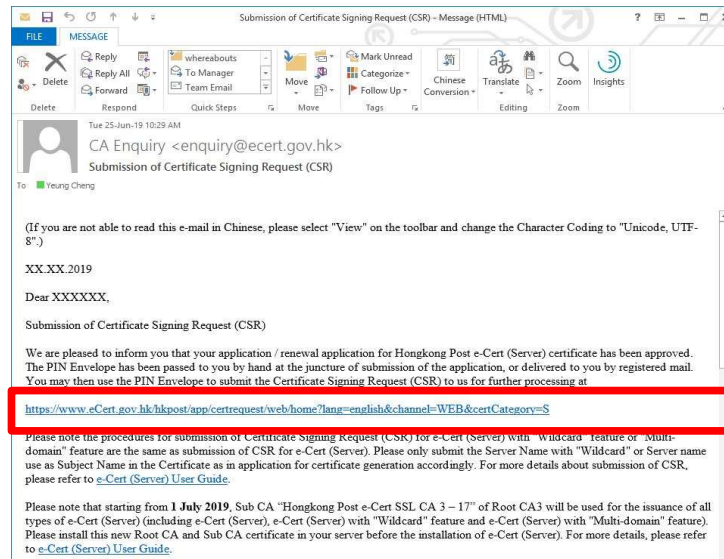 Submission of Certificate Signing Request (CSR) - Message (HTML)
FILE MESSAGE
Delete
Reply
Reply All
Forward
whereabouts
To Manager
Team Email
Move
Mark Unread
Categorize
Follow Up
Chinese
Conversion
Translate
Zoom
Insights
Delete Respond Quick Steps Move Tags Editing Zoom
Tue 25-Jun-19 10:29 AM
CA Enquiry <enquiry@ecert.gov.hk>
Submission of Certificate Signing Request (CSR)
To Yeung Cheng
(If you are not able to read this e-mail in Chinese, please select "View" on the toolbar and change the Character Coding to "Unicode, UTF-
8".)
XX.XX.2019
Dear XXXXXX,
Submission of Certificate Signing Request (CSR)
We are pleased to inform you that your application / renewal application for Hongkong Post e-Cert (Server) certificate has been approved.
The PIN Envelope has been passed to you by hand at the juncture of submission of the application, or delivered to you by registered mail.
You may then use the PIN Envelope to submit the Certificate Signing Request (CSR) to us for further processing at
https://www.eCert.gov.hk/hkpost/app/certrequest/web/home?lang=english&channel=WEB&certCategory=S
Please note the procedures for submission of Certificate Signing Request (CSR) for e-Cert (Server) with "Wildcard" feature or "Multi-
domain" feature are the same as submission of CSR for e-Cert (Server). Please only submit the Server Name with "Wildcard" or Server name
use as Subject Name in the Certificate as in application for certificate generation accordingly. For more details about submission of CSR,
please refer to e-Cert (Server) User Guide.
Please note that starting from 1 July 2019, Sub CA “Hongkong Post e-Cert SSL CA 3 – 17” of Root CA3 will be used for the issuance of all
types of e-Cert (Server) (including e-Cert (Server), e-Cert (Server) with "Wildcard" feature and e-Cert (Server) with "Multi-domain" feature).
Please install this new Root CA and Sub CA certificate in your server before the installation of e-Cert (Server). For more details, please refer
to e-Cert (Server) User Guide.